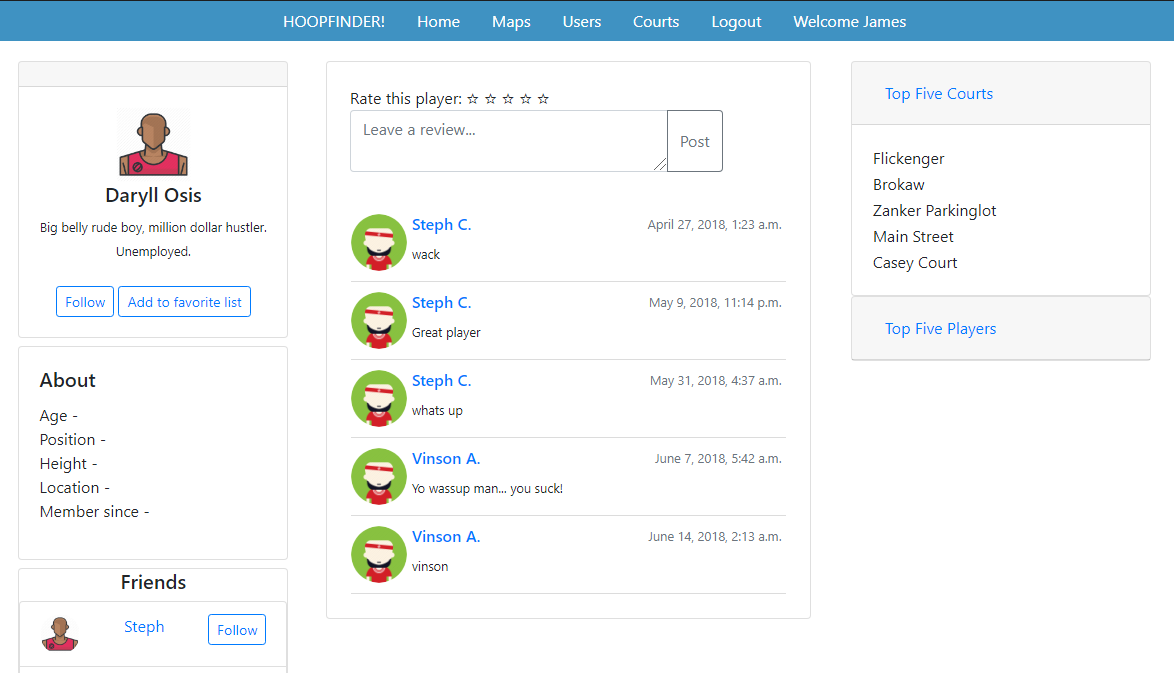 HOOPFINDER! Home Maps Users Courts Logout Welcome James
Daryll Osis
Big belly rude boy, million dollar hustler.
Unemployed.
Follow Add to favorite list
About
Age -
Position -
Height -
Location -
Member since -
Friends
Steph Follow
Rate this player: ☆ ☆ ☆ ☆ ☆
Leave a review... Post
Steph C. April 27, 2018, 1:23 a.m.
wack
Steph C. May 9, 2018, 11:14 p.m.
Great player
Steph C. May 31, 2018, 4:37 a.m.
whats up
Vinson A. June 7, 2018, 5:42 a.m.
Yo wassup man... you suck!
Vinson A. June 14, 2018, 2:13 a.m.
vinson
Top Five Courts
Flickenger
Brokaw
Zanker Parkinglot
Main Street
Casey Court
Top Five Players